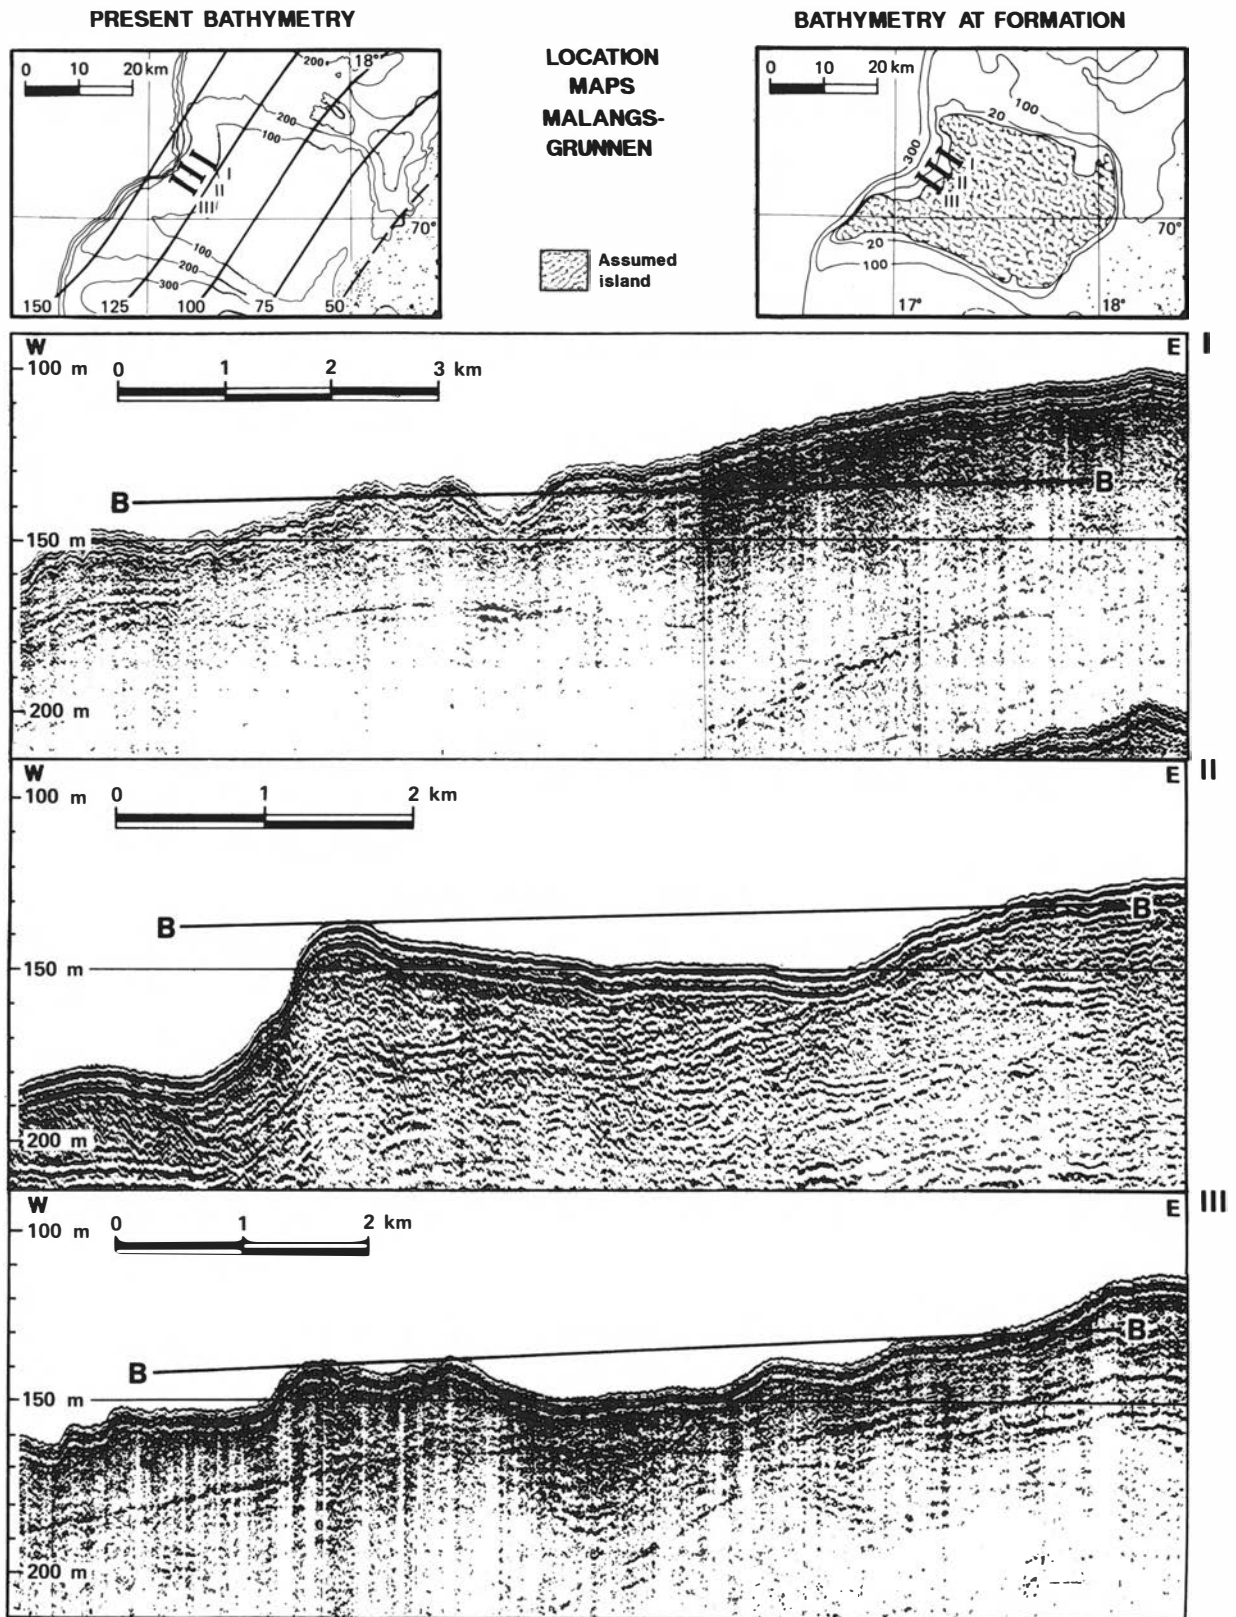 PRESENT BATHYMETRY
0 10 20 km
200
18°
200
100
I
II
III
70°
100
200
300
150 125 100 75 50
LOCATION
MAPS
MALANGS-
GRUNNEN
Assumed
island
BATHYMETRY AT FORMATION
0 10 20 km
100
20
300
I
II
III
70°
20
100
17° 18°
I
W E
100 m
0 1 2 3 km
B B
150 m
200 m
II
W E
100 m
0 1 2 km
B B
150 m
200 m
III
W E
100 m
0 1 2 km
B B
150 m
200 m